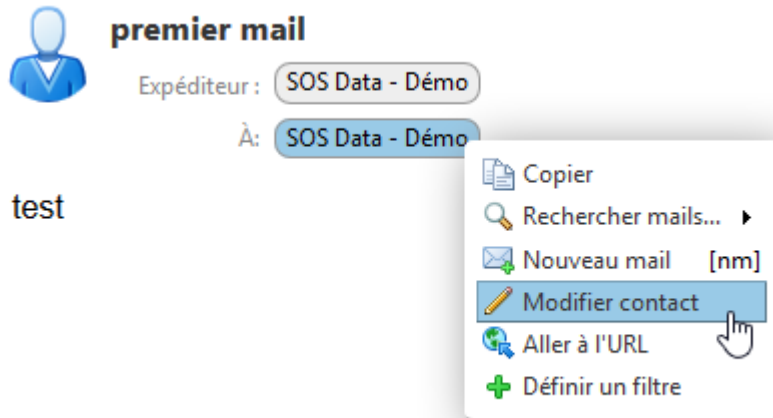 premier mail
Expéditeur : SOS Data - Démo
À: SOS Data - Démo
Copier
test
Rechercher mails...
Nouveau mail [nm]
Modifier contact
Aller à l'URL
Définir un filtre